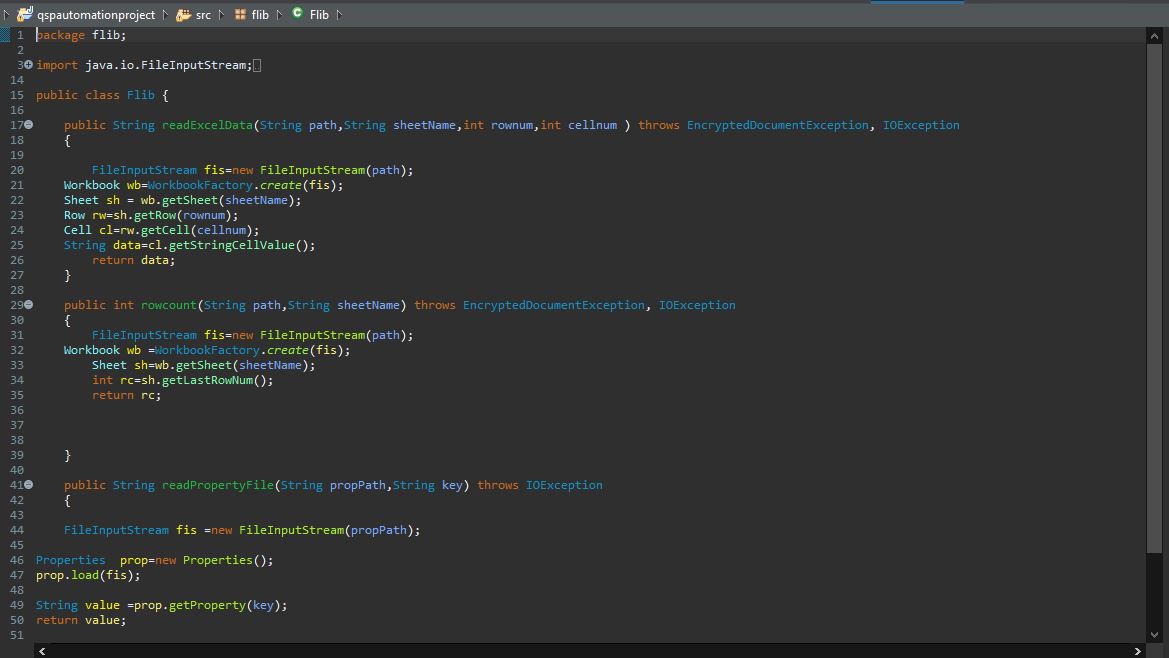 qspautomationproject src flib Flib
1 package flib;
2
3 import java.io.FileInputStream;
14
15 public class Flib {
16
17 public String readExcelData(String path,String sheetName,int rownum,int cellnum ) throws EncryptedDocumentException, IOException
18 {
19
20 FileInputStream fis=new FileInputStream(path);
21 Workbook wb=WorkbookFactory.create(fis);
22 Sheet sh = wb.getSheet(sheetName);
23 Row rw=sh.getRow(rownum);
24 Cell cl=rw.getCell(cellnum);
25 String data=cl.getStringCellValue();
26 return data;
27 }
28
29 public int rowcount(String path,String sheetName) throws EncryptedDocumentException, IOException
30 {
31 FileInputStream fis=new FileInputStream(path);
32 Workbook wb =WorkbookFactory.create(fis);
33 Sheet sh=wb.getSheet(sheetName);
34 int rc=sh.getLastRowNum();
35 return rc;
36
37
38
39 }
40
41 public String readPropertyFile(String propPath,String key) throws IOException
42 {
43
44 FileInputStream fis =new FileInputStream(propPath);
45
46 Properties  prop=new Properties();
47 prop.load(fis);
48
49 String value =prop.getProperty(key);
50 return value;
51